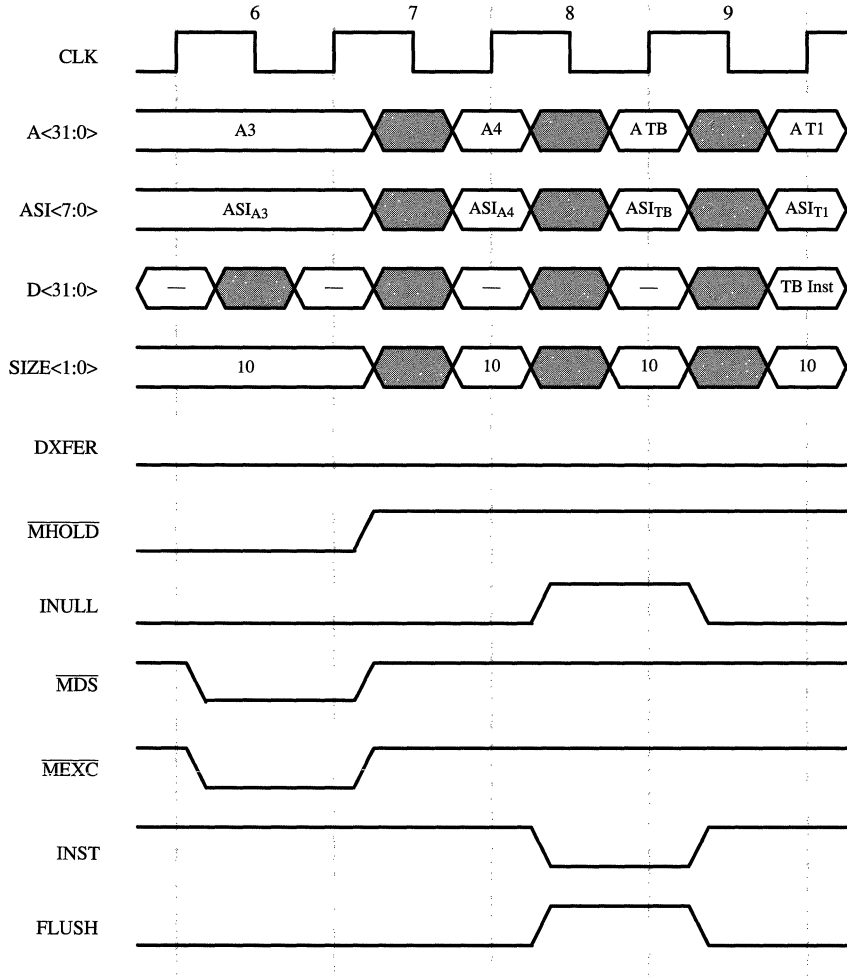 6 7 8 9
CLK
A<31:0> A3 A4 A TB A T1
ASI<7:0> ASI_A3 ASI_A4 ASI_TB ASI_T1
D<31:0> — — — — TB Inst
SIZE<1:0> 10 10 10 10
DXFER
MHOLD
INULL
MDS
MEXC
INST
FLUSH